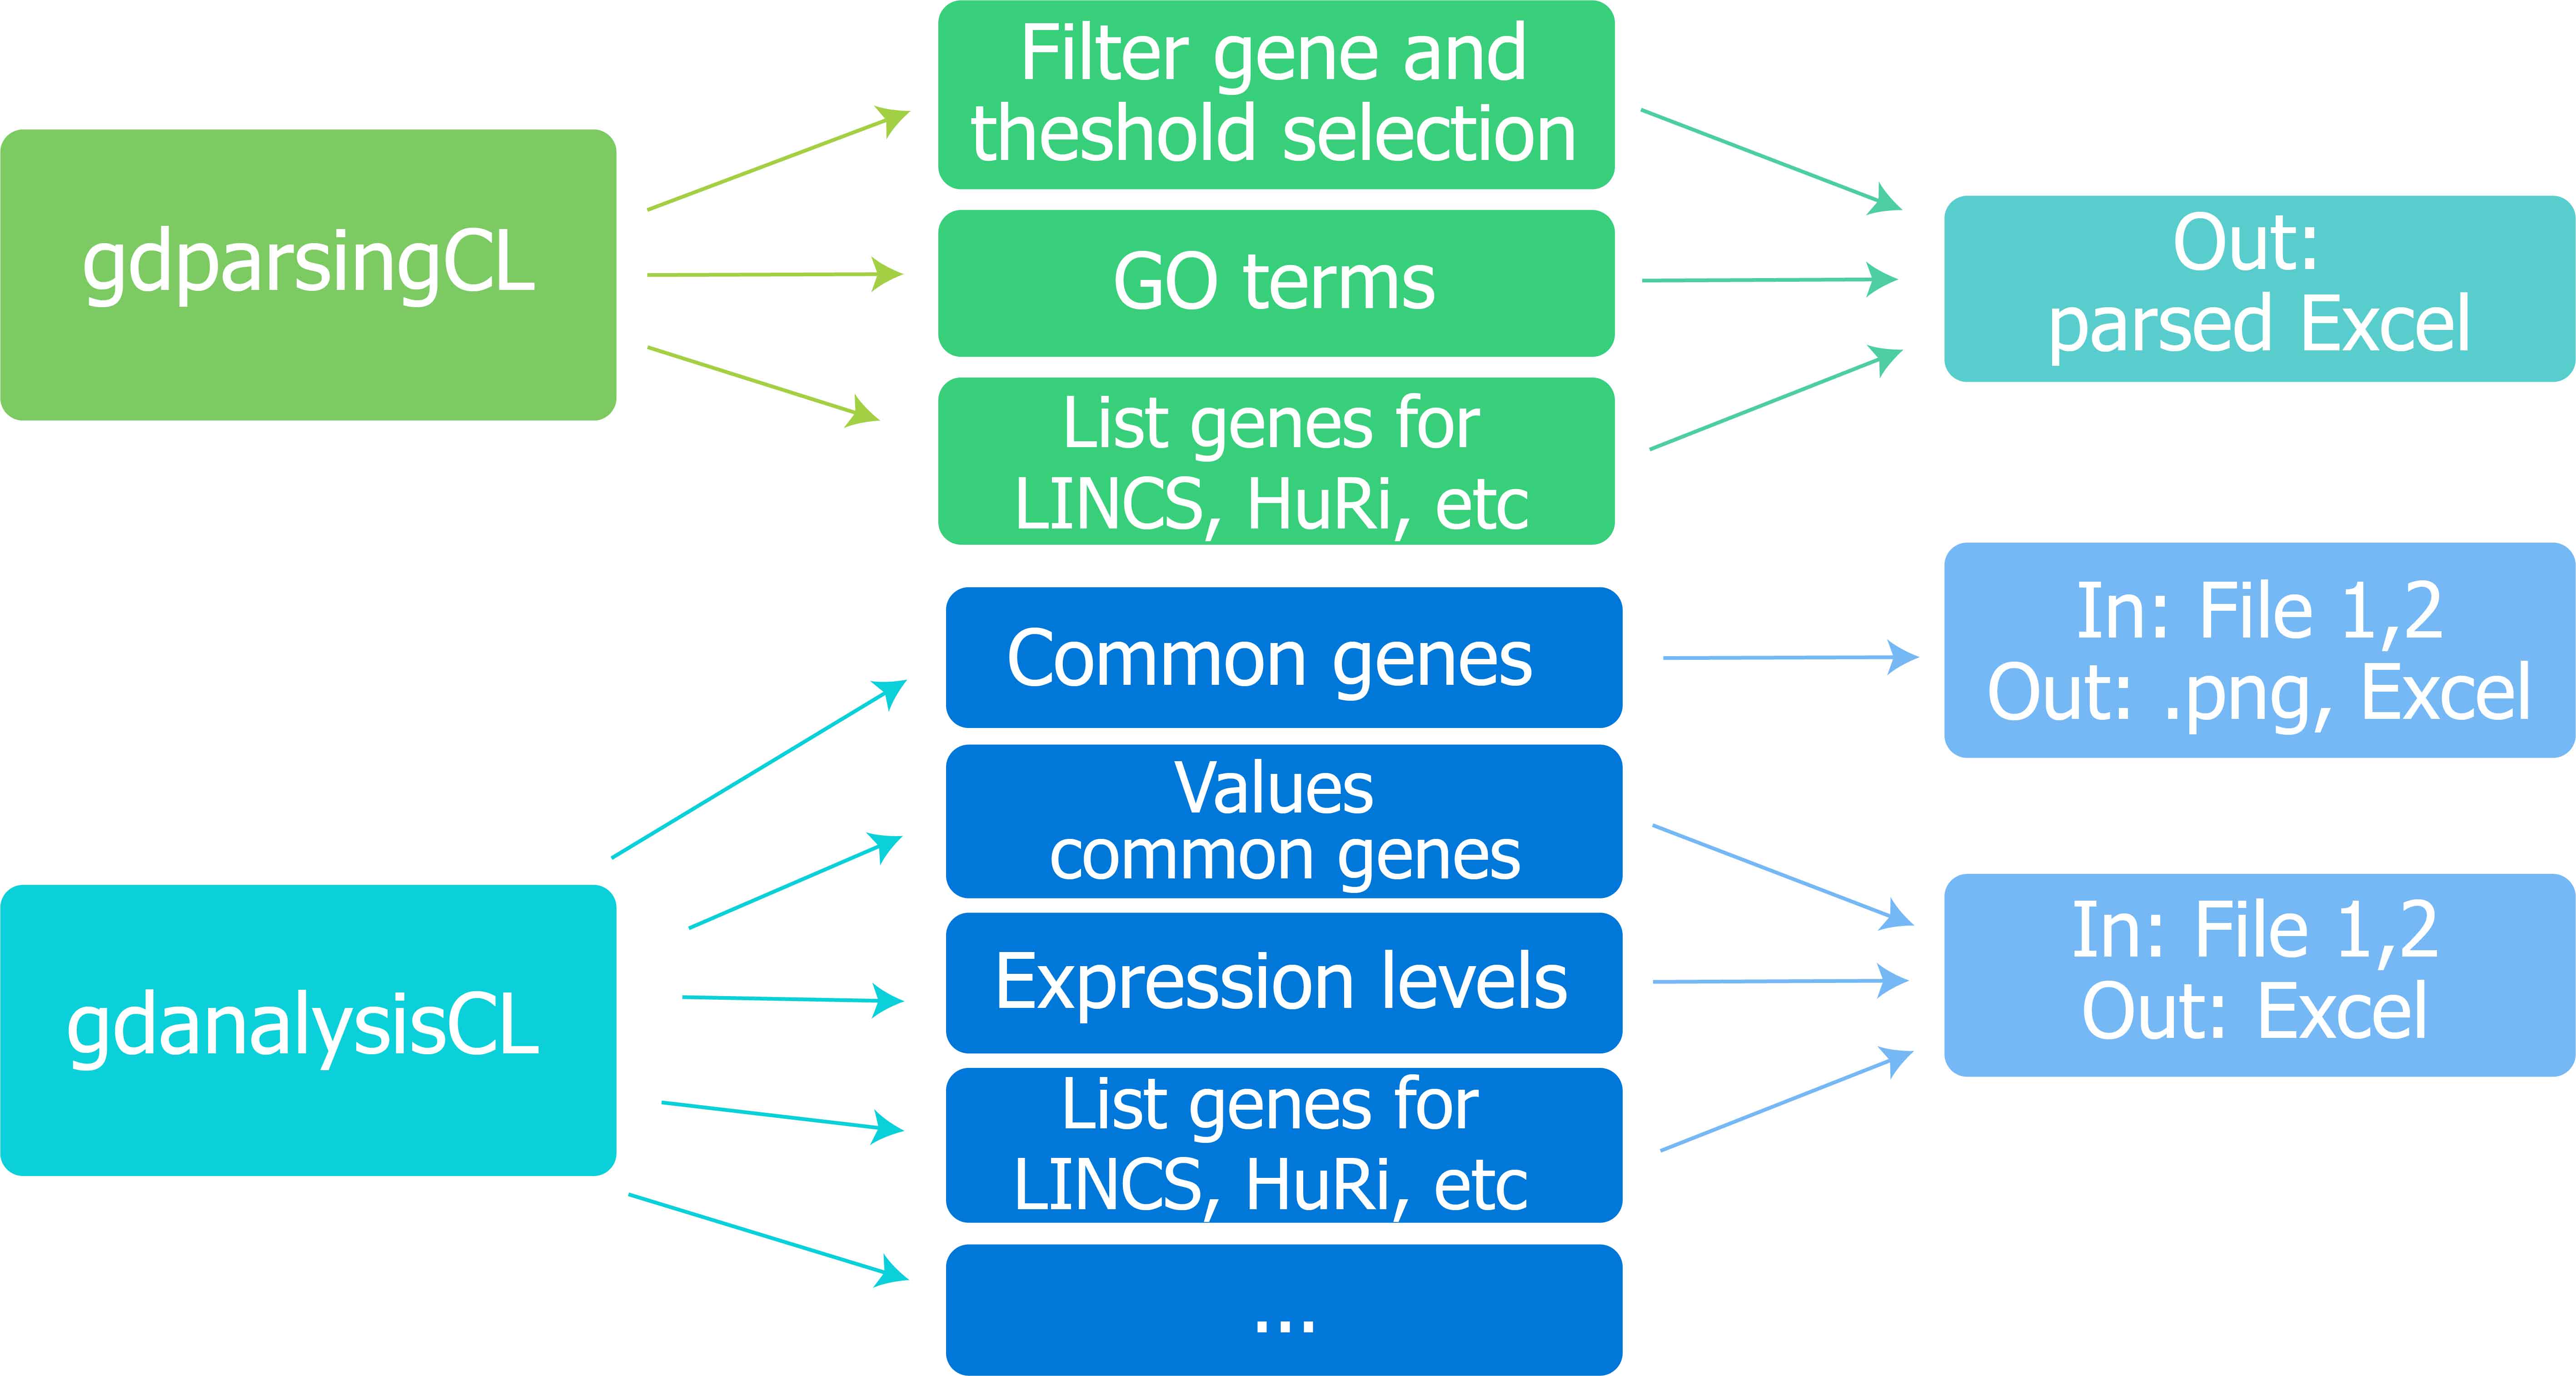 gdparsingCL
Filter gene and
theshold selection
GO terms
List genes for
LINCS, HuRi, etc
Out:
parsed Excel
gdanalysisCL
Common genes
Values
common genes
Expression levels
List genes for
LINCS, HuRi, etc
...
In: File 1,2
Out: .png, Excel
In: File 1,2
Out: Excel